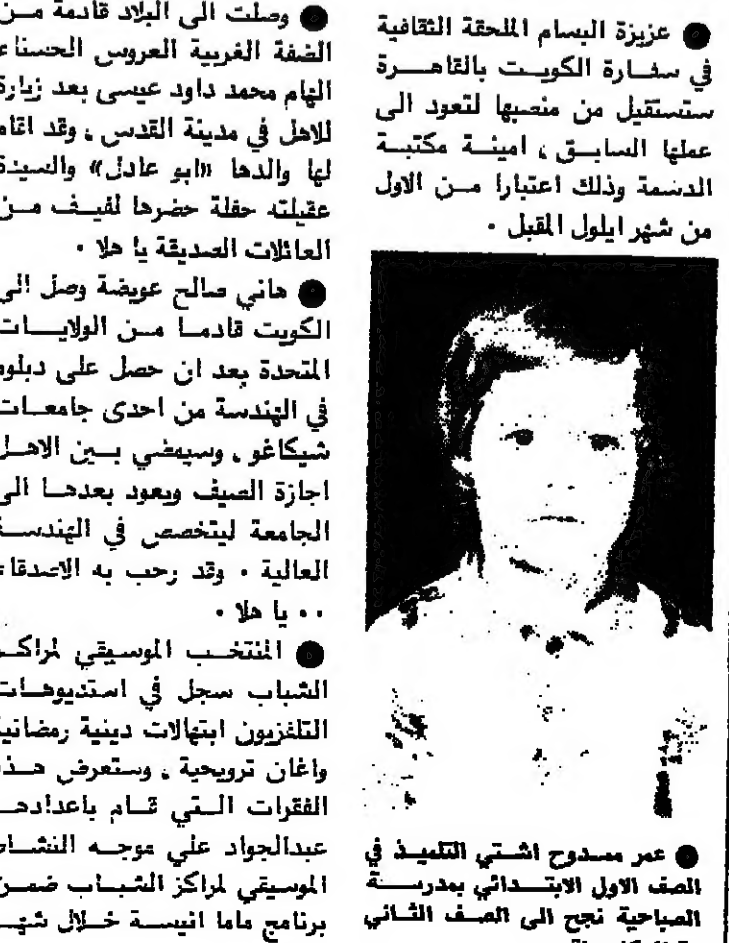 ● عزيزة البسام الملحقة الثقافية
في سفارة الكويت بالقاهرة
ستستقيل من منصبها لتعود الى
عملها السابق ، امينة مكتبة
الدسمة وذلك اعتبارا من الاول
من شهر ايلول المقبل ·
● عمر ممدوح اشتي التلميذ في
الصف الاول الابتدائي بمدرسة
الصباحية نجح الى الصف الثاني
● وصلت الى البلاد قادمة من
الضفة الغربية العروس الحسناء
الهام محمد داود عيسى بعد زيارة
للاهل في مدينة القدس ، وقد اقام
لها والدها «ابو عادل» والسيدة
عقيلته حفلة حضرها لفيف من
العائلات الصديقة يا هلا ·
● هاني صالح عويضة وصل الى
الكويت قادما من الولايات
المتحدة بعد ان حصل على دبلوم
في الهندسة من احدى جامعات
شيكاغو ، وسيمضي بين الاهل
اجازة الصيف ويعود بعدها الى
الجامعة ليتخصص في الهندسة
العالية · وقد رحب به الاصدقاء
· · يا هلا ·
● المنتخب الموسيقي لمراكز
الشباب سجل في استديوهات
التلفزيون ابتهالات دينية رمضانية
واغان ترويحية ، وستعرض هذه
الفقرات التي قام باعدادها
عبدالجواد علي موجه النشاط
الموسيقي لمراكز الشباب ضمن
برنامج ماما انيسة خلال شهر